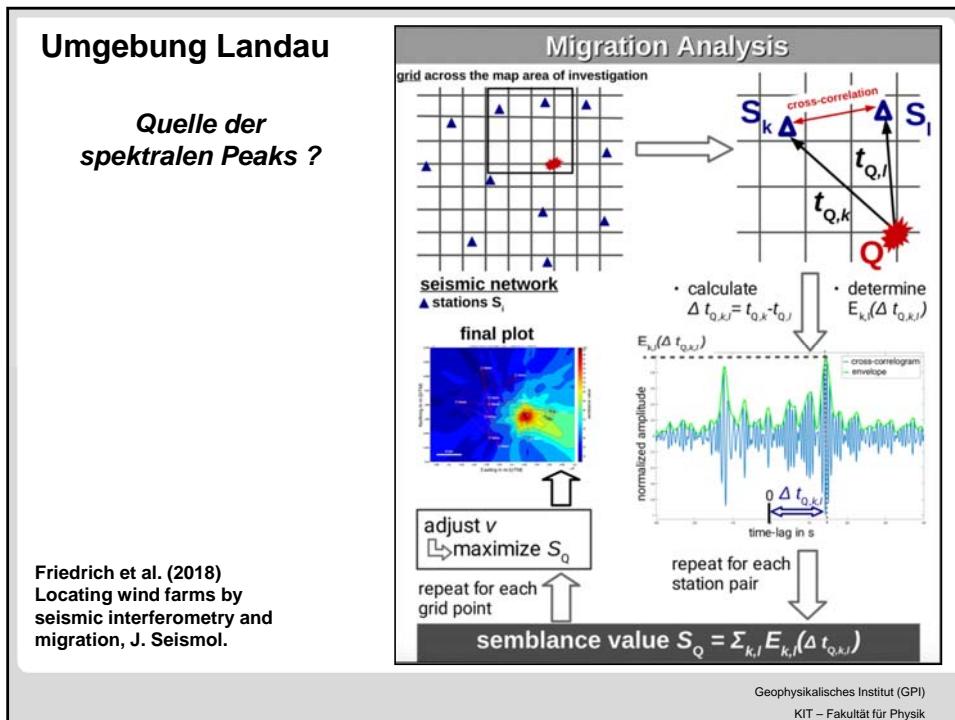 Umgebung Landau
Quelle der
spektralen Peaks ?
Friedrich et al. (2018)
Locating wind farms by
seismic interferometry and
migration, J. Seismol.
Migration Analysis
grid across the map area of investigation
S_k
cross-correlation
S_l
t_Q,l
t_Q,k
Q
seismic network
▲ stations S_l
· calculate
Δ t_Q,k,l = t_Q,k - t_Q,l
· determine
E_k,l(Δ t_Q,k,l)
final plot
E_k,l(Δ t_Q,k,l)
cross-correlogram
envelope
normalized amplitude
0 Δ t_Q,k,l
time-lag in s
adjust v
maximize S_Q
repeat for each
grid point
repeat for each
station pair
semblance value S_Q = Σ_k,l E_k,l(Δ t_Q,k,l)
Geophysikalisches Institut (GPI)
KIT – Fakultät für Physik